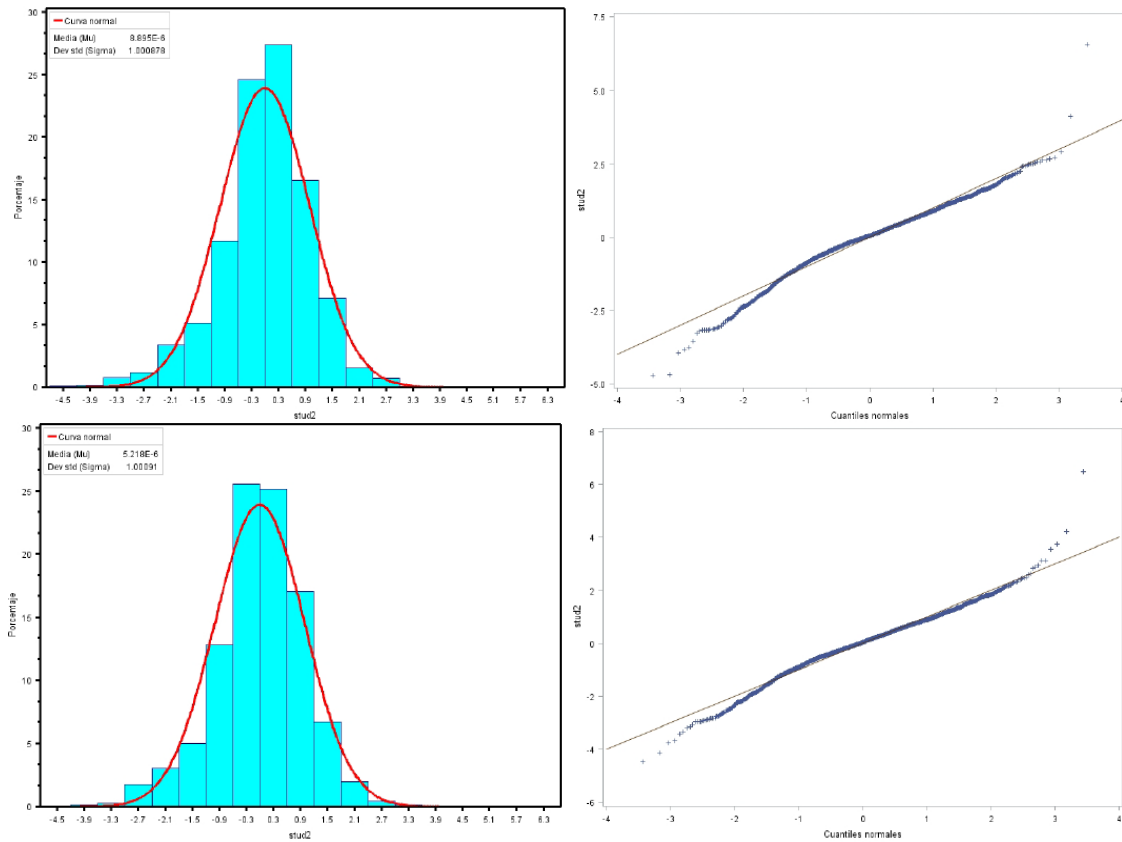 Curva normal
Media (Mu) 8.895E-6
Dev std (Sigma) 1.000878
Porcentaje
30
25
20
15
10
5
0
-4.5 -3.9 -3.3 -2.7 -2.1 -1.5 -0.9 -0.3 0.3 0.9 1.5 2.1 2.7 3.3 3.9 4.5 5.1 5.7 6.3
stud2
stud2
7.5
5.0
2.5
0
-2.5
-5.0
-4 -3 -2 -1 0 1 2 3 4
Cuantiles normales
Curva normal
Media (Mu) 5.218E-6
Dev std (Sigma) 1.00091
Porcentaje
30
25
20
15
10
5
0
-4.5 -3.9 -3.3 -2.7 -2.1 -1.5 -0.9 -0.3 0.3 0.9 1.5 2.1 2.7 3.3 3.9 4.5 5.1 5.7 6.3
stud2
stud2
8
6
4
2
0
-2
-4
-6
-4 -3 -2 -1 0 1 2 3 4
Cuantiles normales